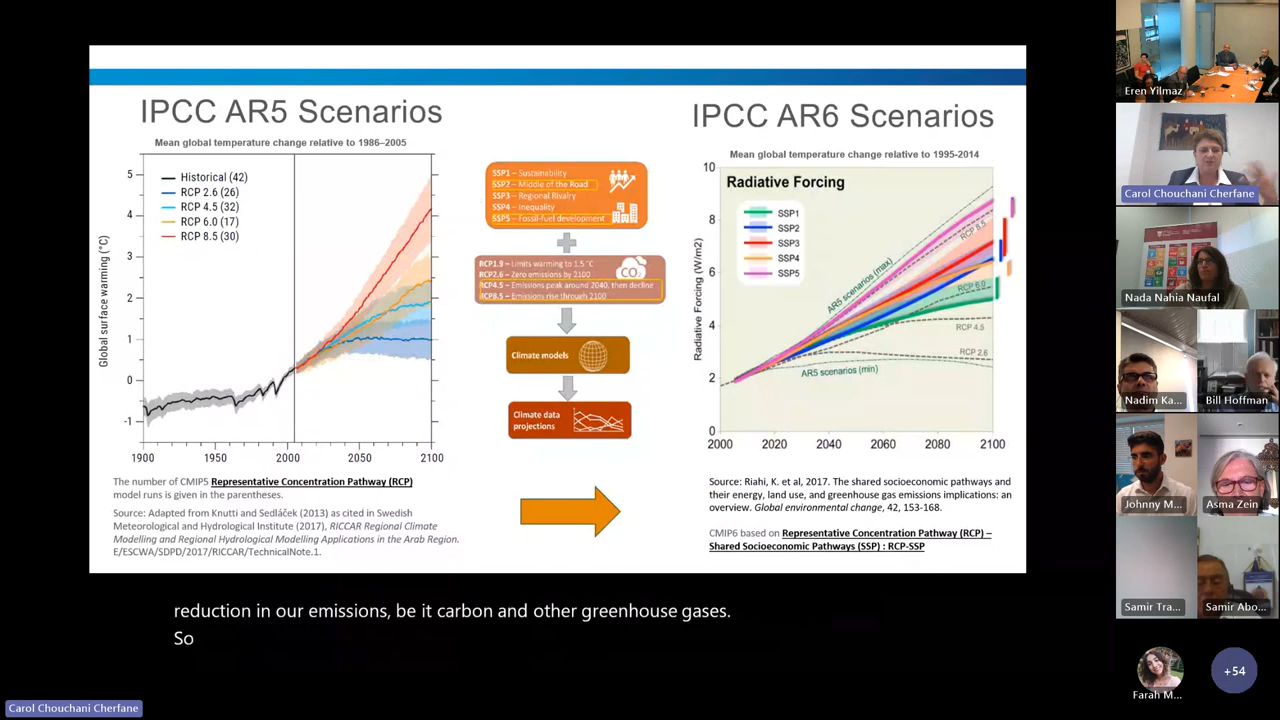 IPCC AR5 Scenarios
Mean global temperature change relative to 1986–2005
Global surface warming (°C)
5
4
3
2
1
0
-1
Historical (42)
RCP 2.6 (26)
RCP 4.5 (32)
RCP 6.0 (17)
RCP 8.5 (30)
1900
1950
2000
2050
2100
The number of CMIP5 Representative Concentration Pathway (RCP)
model runs is given in the parentheses.
Source: Adapted from Knutti and Sedláček (2013) as cited in Swedish
Meteorological and Hydrological Institute (2017), RICCAR Regional Climate
Modelling and Regional Hydrological Modelling Applications in the Arab Region.
E/ESCWA/SDPD/2017/RICCAR/TechnicalNote.1.
SSP1 – Sustainability
SSP2 – Middle of the Road
SSP3 – Regional Rivalry
SSP4 – Inequality
SSP5 – Fossil-fuel development
RCP1.9 – Limits warming to 1.5 °C
RCP2.6 – Zero emissions by 2100
RCP4.5 – Emissions peak around 2040, then decline
RCP8.5 – Emissions rise through 2100
CO2
Climate models
Climate data
projections
IPCC AR6 Scenarios
Mean global temperature change relative to 1995-2014
Radiative Forcing (W/m2)
10
8
6
4
2
0
Radiative Forcing
SSP1
SSP2
SSP3
SSP4
SSP5
AR5 scenarios (max)
RCP 8.5
RCP 6.0
RCP 4.5
RCP 2.6
AR5 scenarios (min)
2000
2020
2040
2060
2080
2100
Source: Riahi, K. et al, 2017. The shared socioeconomic pathways and
their energy, land use, and greenhouse gas emissions implications: an
overview. Global environmental change, 42, 153-168.
CMIP6 based on Representative Concentration Pathway (RCP) –
Shared Socioeconomic Pathways (SSP) : RCP-SSP
reduction in our emissions, be it carbon and other greenhouse gases.
So
Carol Chouchani Cherfane
Eren Yilmaz
Carol Chouchani Cherfane
Nada Nahia Naufal
Nadim Ka...
Bill Hoffman
Johnny M...
Asma Zein
Samir Tra...
Samir Abo...
Farah M...
+54